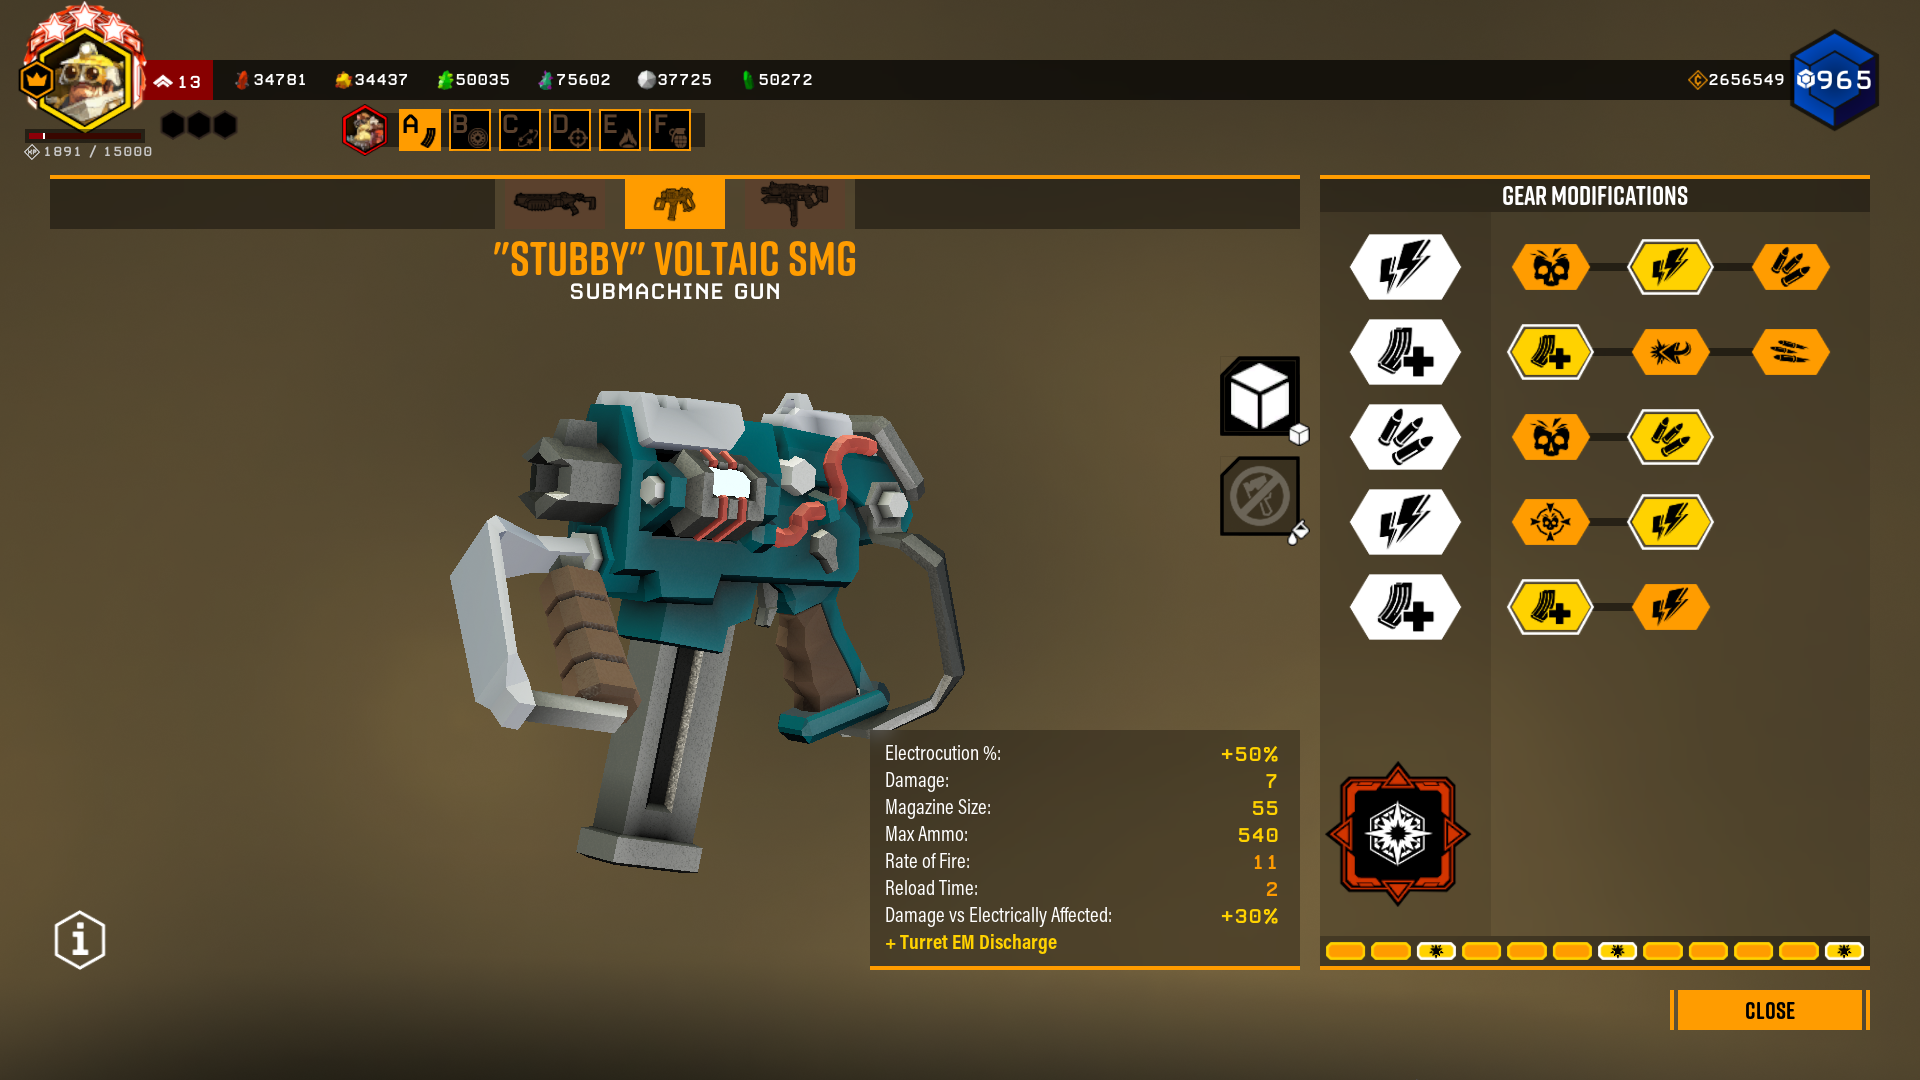 13
34781
34437
50035
75602
37725
50272
2656549
965
1891 / 15000
A
B
C
D
E
F
GEAR MODIFICATIONS
"STUBBY" VOLTAIC SMG
SUBMACHINE GUN
Electrocution %: +50%
Damage: 7
Magazine Size: 55
Max Ammo: 540
Rate of Fire: 11
Reload Time: 2
Damage vs Electrically Affected: +30%
+ Turret EM Discharge
CLOSE